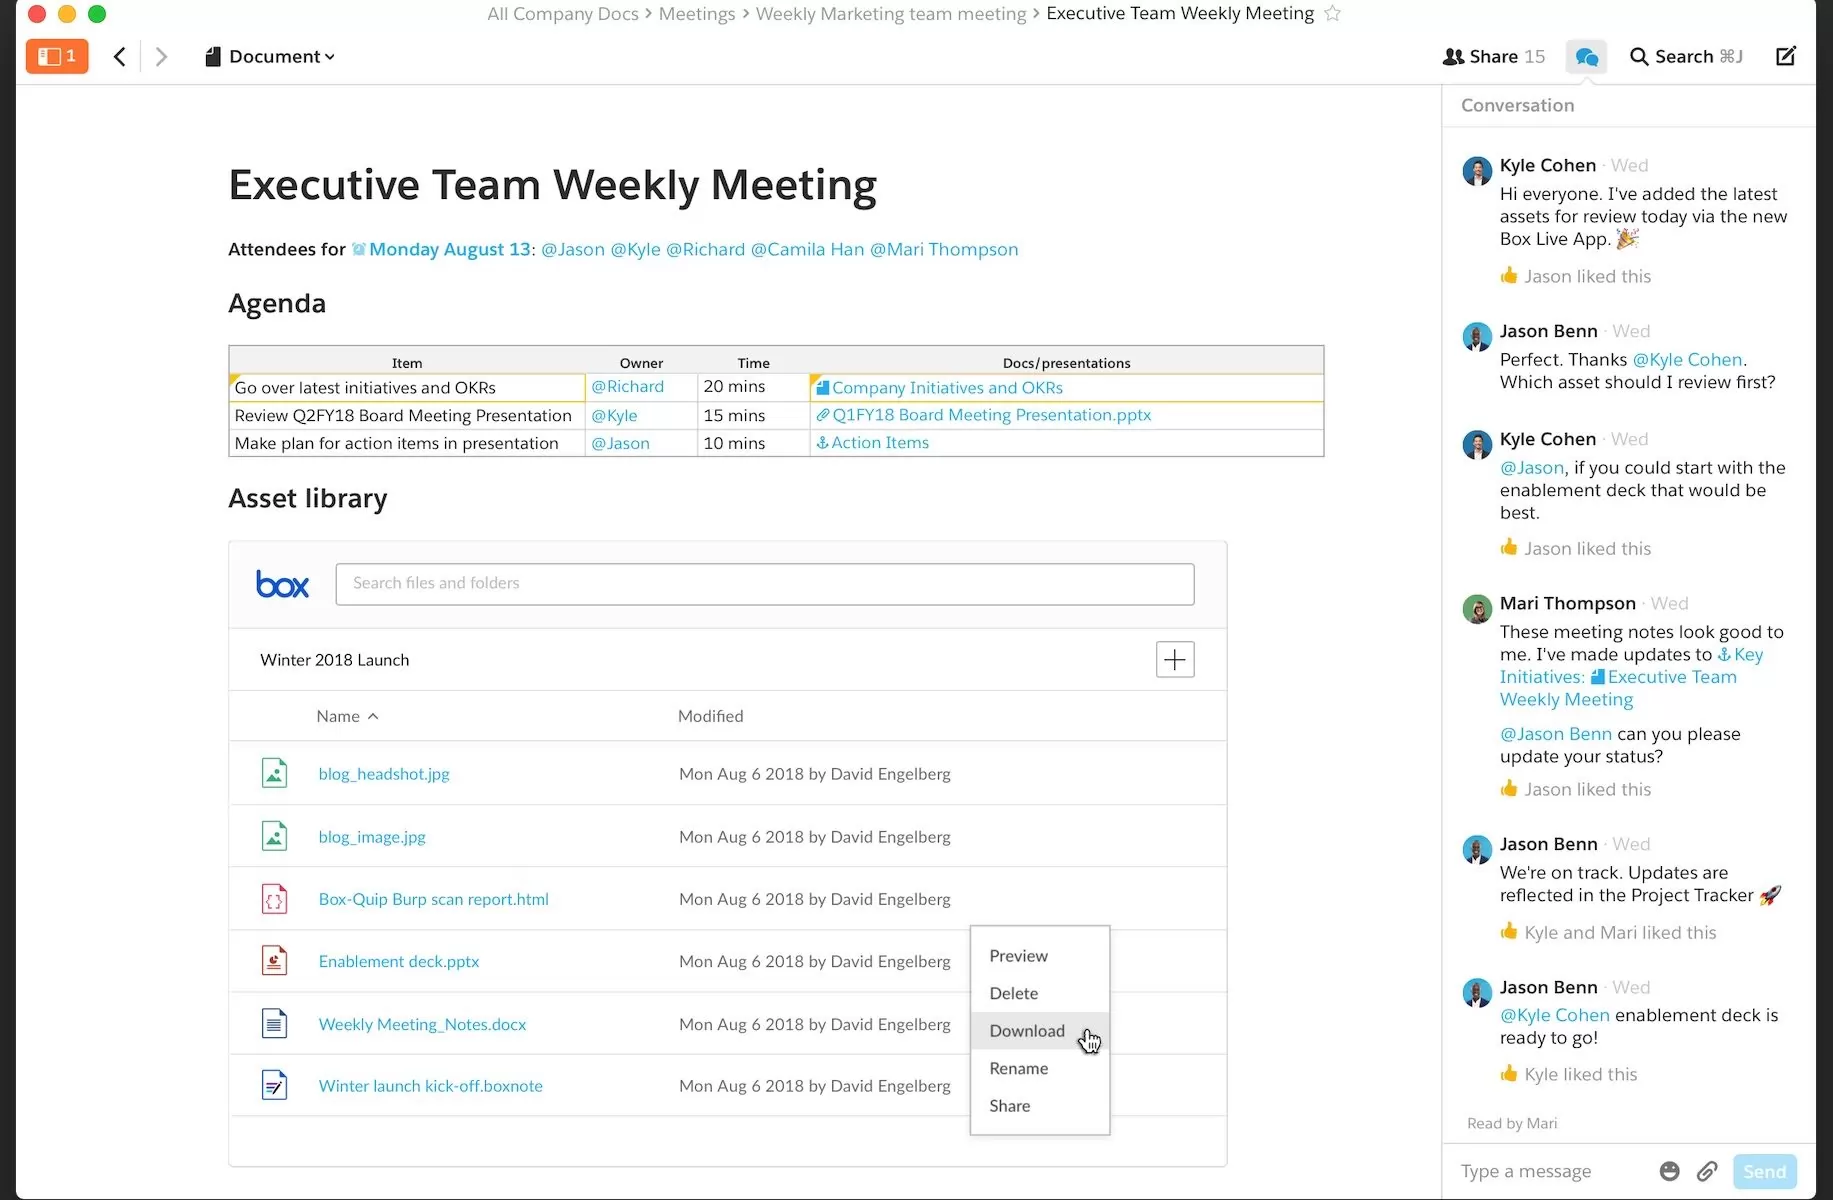 All Company Docs > Meetings > Weekly Marketing team meeting > Executive Team Weekly Meeting
1
Document
Share 15
Search ⌘J
Executive Team Weekly Meeting
Attendees for Monday August 13: @Jason @Kyle @Richard @Camila Han @Mari Thompson
Agenda
Item Owner Time Docs/presentations
Go over latest initiatives and OKRs @Richard 20 mins Company Initiatives and OKRs
Review Q2FY18 Board Meeting Presentation @Kyle 15 mins Q1FY18 Board Meeting Presentation.pptx
Make plan for action items in presentation @Jason 10 mins Action Items
Asset library
box
Search files and folders
Winter 2018 Launch
Name Modified
blog_headshot.jpg Mon Aug 6 2018 by David Engelberg
blog_image.jpg Mon Aug 6 2018 by David Engelberg
Box-Quip Burp scan report.html Mon Aug 6 2018 by David Engelberg
Enablement deck.pptx Mon Aug 6 2018 by David Engelberg
Weekly Meeting_Notes.docx Mon Aug 6 2018 by David Engelberg
Winter launch kick-off.boxnote Mon Aug 6 2018 by David Engelberg
Preview
Delete
Download
Rename
Share
Conversation
Kyle Cohen · Wed
Hi everyone. I've added the latest
assets for review today via the new
Box Live App. 🎉
👍 Jason liked this
Jason Benn · Wed
Perfect. Thanks @Kyle Cohen.
Which asset should I review first?
Kyle Cohen · Wed
@Jason, if you could start with the
enablement deck that would be
best.
👍 Jason liked this
Mari Thompson · Wed
These meeting notes look good to
me. I've made updates to Key
Initiatives: Executive Team
Weekly Meeting
@Jason Benn can you please
update your status?
👍 Jason liked this
Jason Benn · Wed
We're on track. Updates are
reflected in the Project Tracker 🚀
👍 Kyle and Mari liked this
Jason Benn · Wed
@Kyle Cohen enablement deck is
ready to go!
👍 Kyle liked this
Read by Mari
Type a message
Send